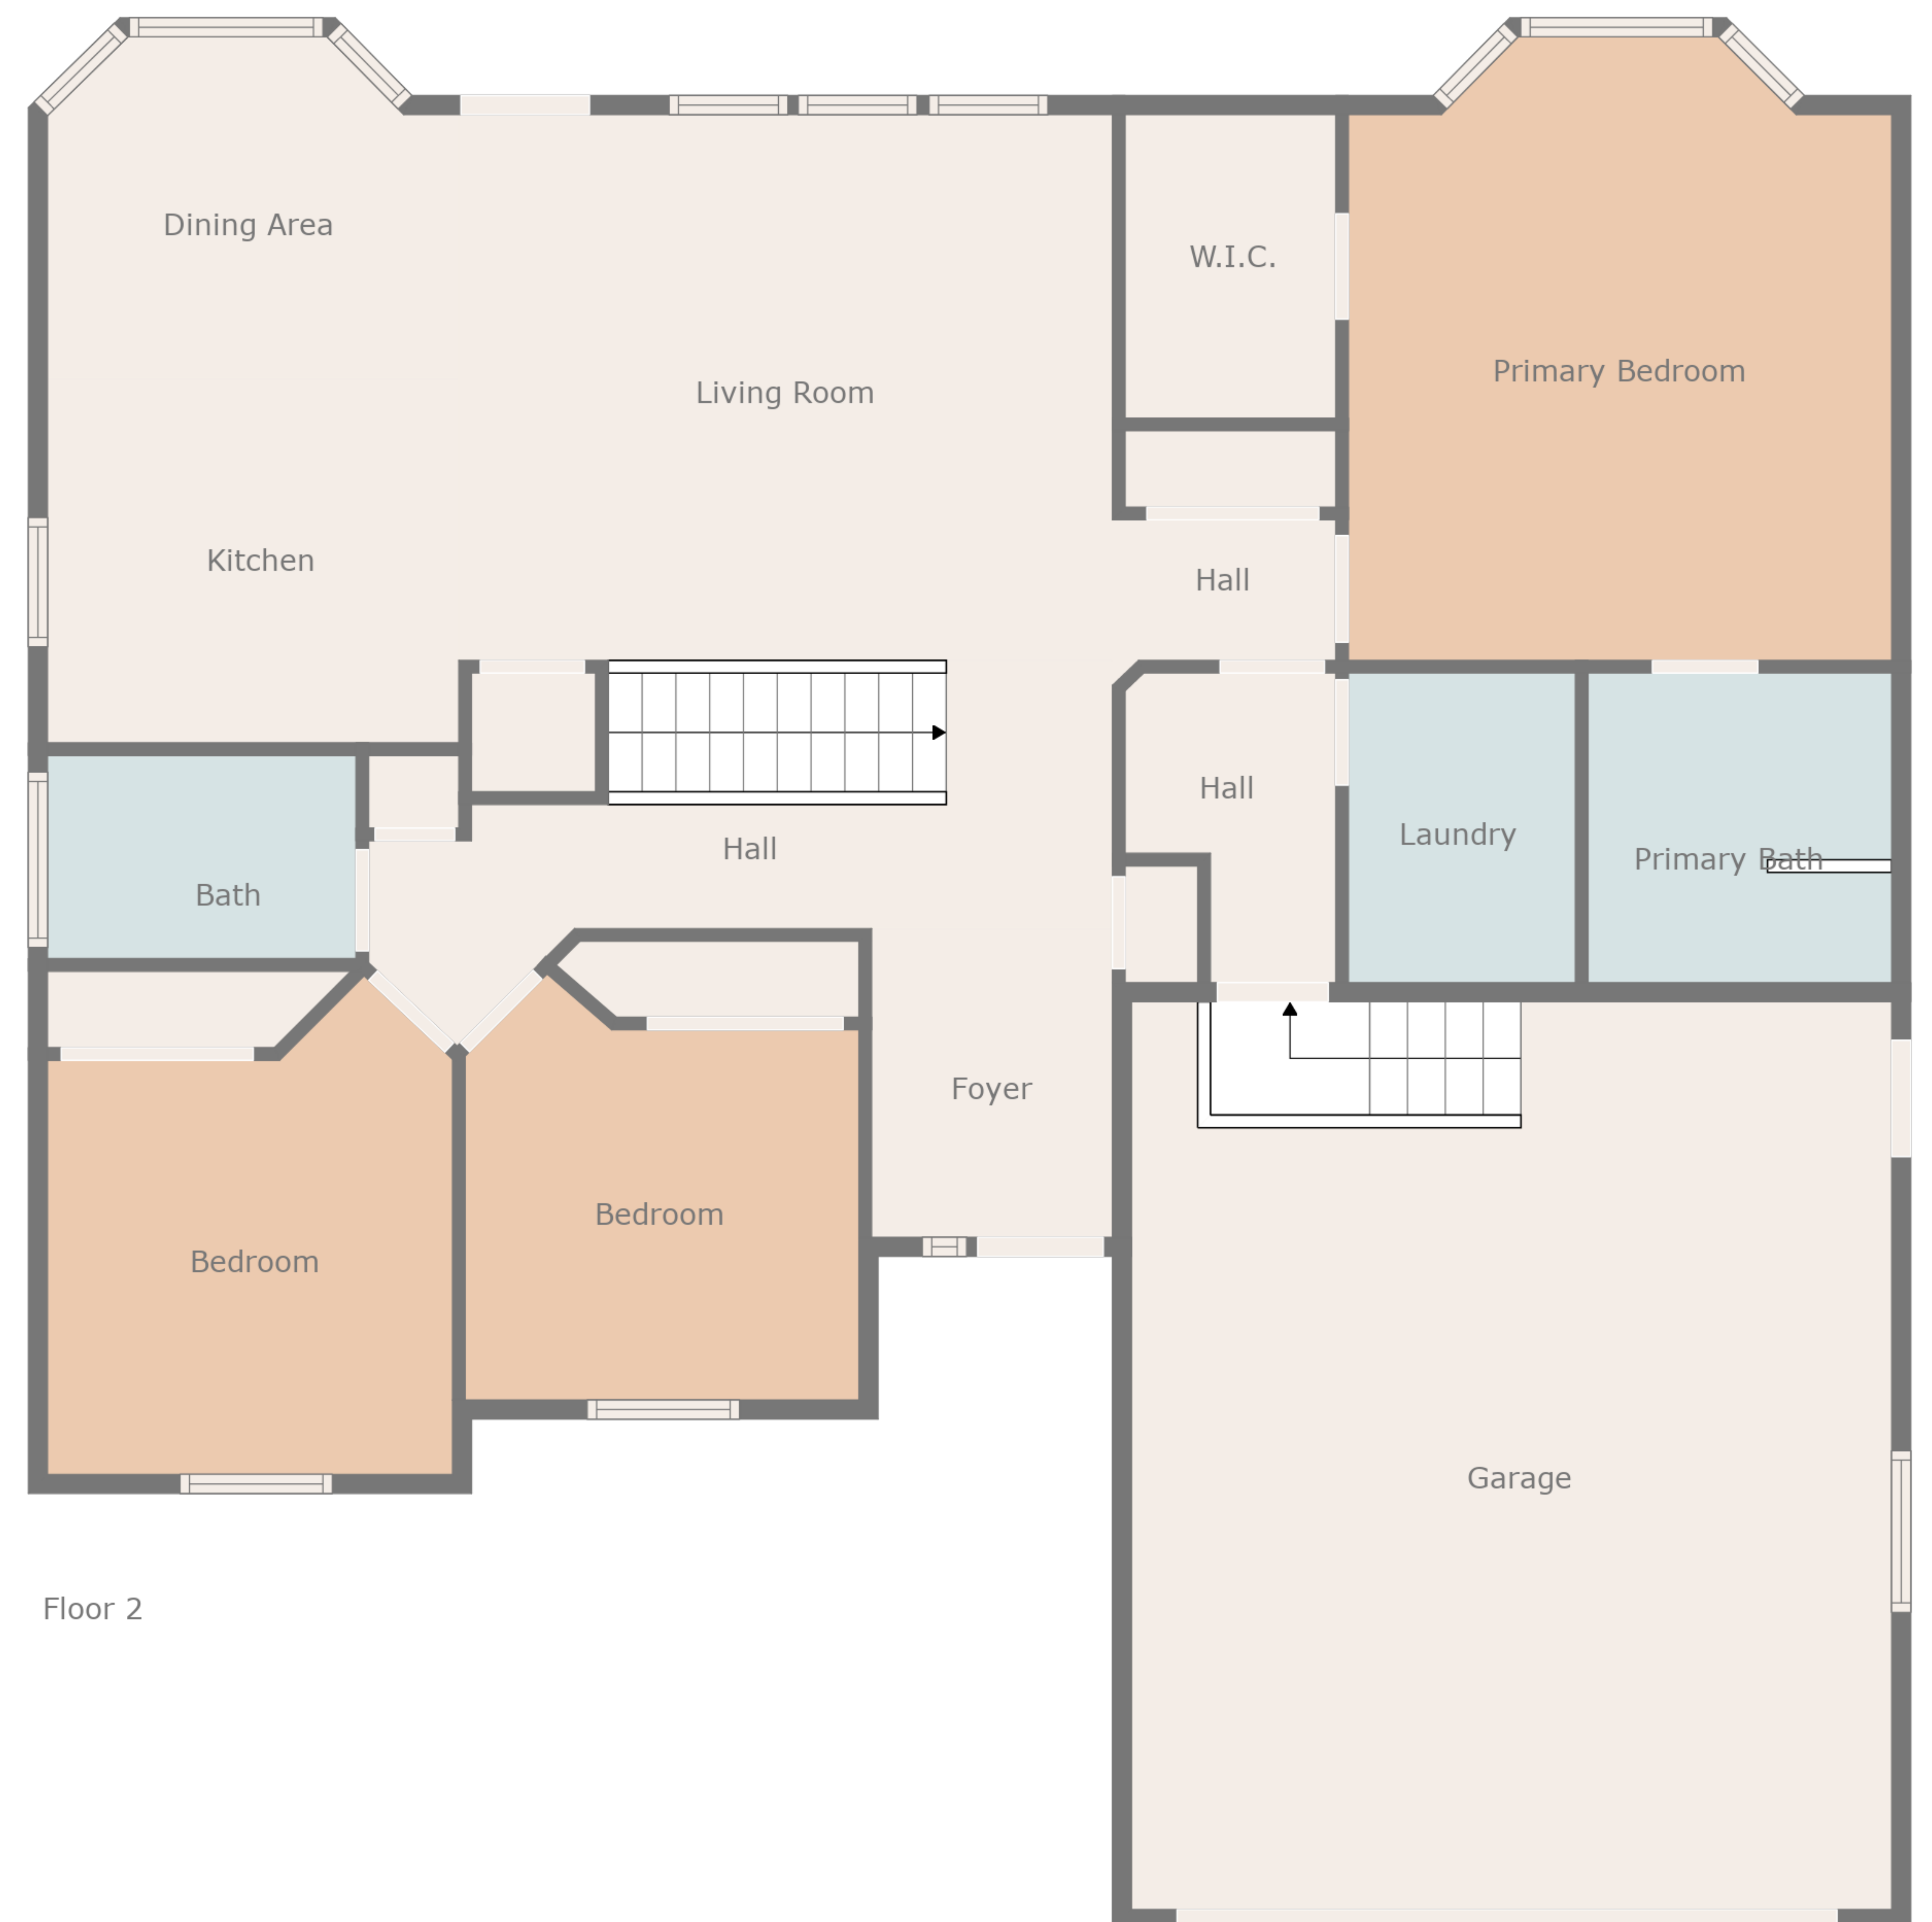 Dining Area
W.I.C.
Primary Bedroom
Living Room
Kitchen
Hall
Hall
Laundry
Hall
Primary Bath
Bath
Foyer
Bedroom
Bedroom
Garage
Floor 2